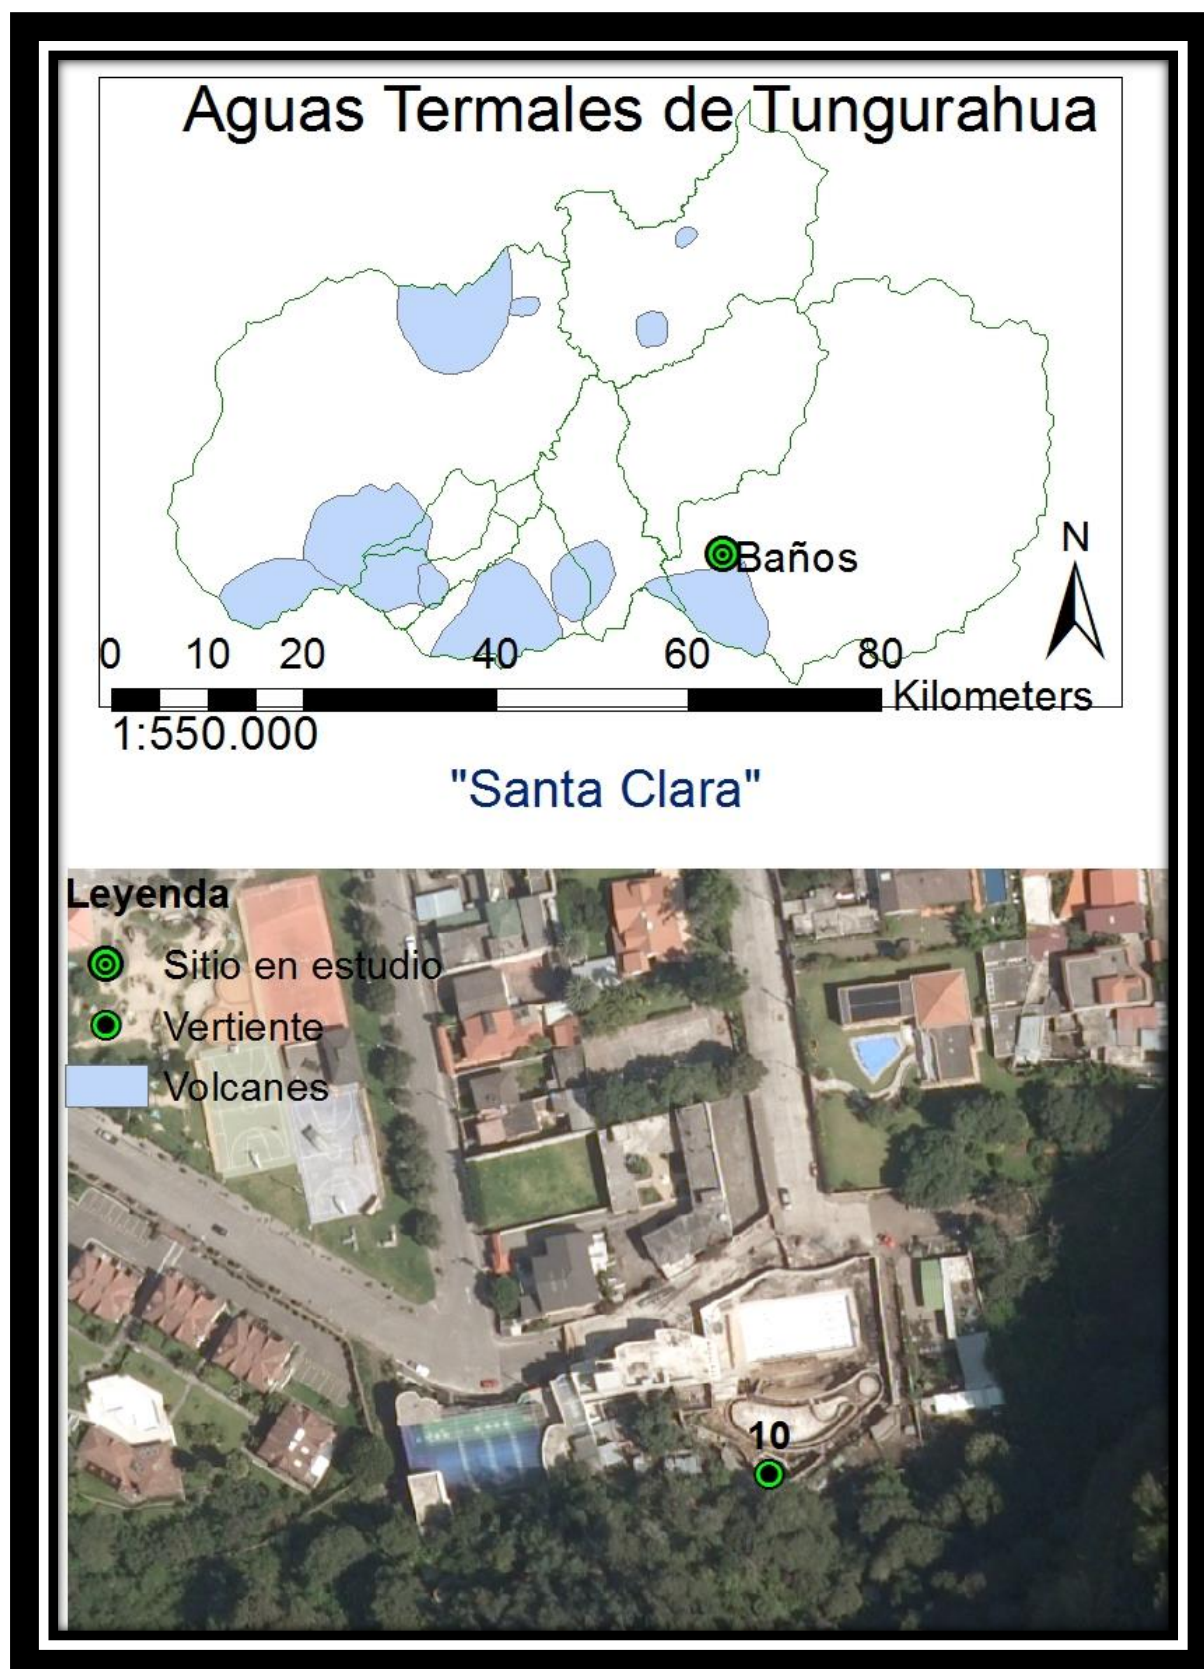 Aguas Termales de Tungurahua
Baños
N
0 10 20 40 60 80
Kilometers
1:550.000
"Santa Clara"
Leyenda
Sitio en estudio
Vertiente
Volcanes
10